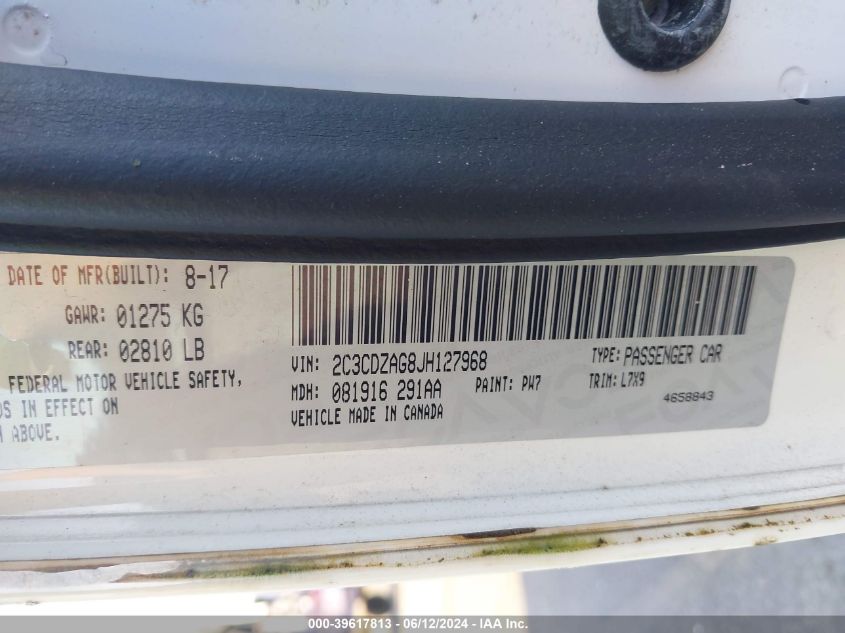 DATE OF MFR(BUILT): 8-17
GAWR: 01275 KG
REAR: 02810 LB
FEDERAL MOTOR VEHICLE SAFETY,
IN EFFECT ON
ABOVE.
VIN: 2C3CDZAG8JH127968
TYPE: PASSENGER CAR
MDH: 081916 291AA
PAINT: PW7
TRIM: L7X9
VEHICLE MADE IN CANADA
4658843
000-39617813 - 06/12/2024 - IAA Inc.